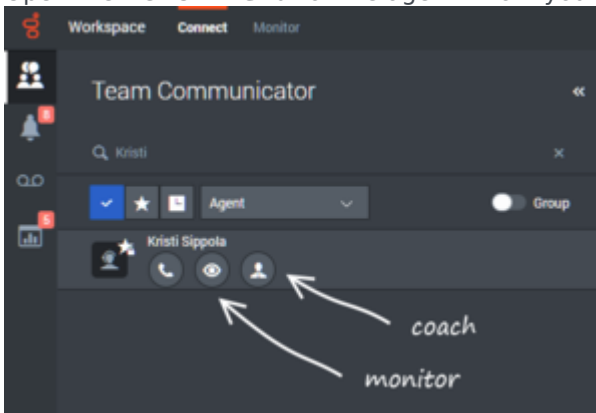 Workspace Connect Monitor
Team Communicator
8
Kristi
Agent Group
5
Kristi Sippola
coach
monitor